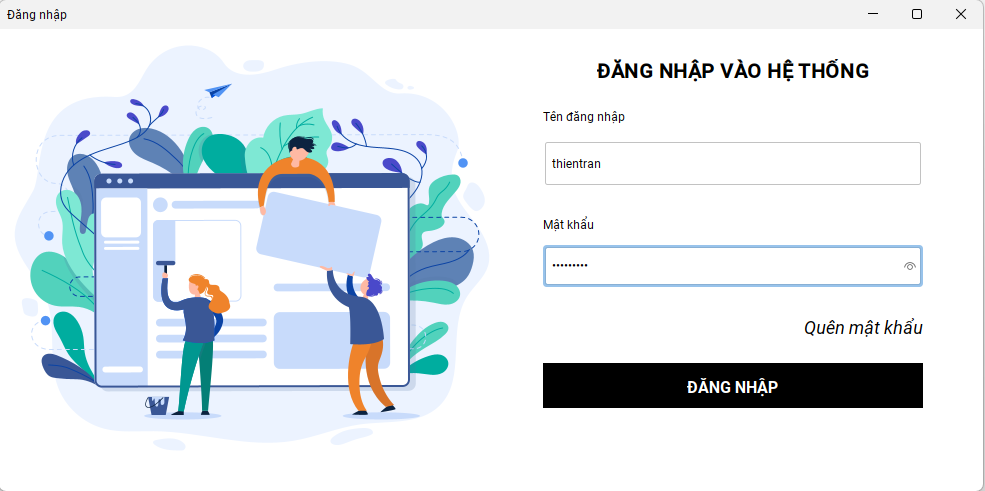 Đăng nhập
ĐĂNG NHẬP VÀO HỆ THỐNG
Tên đăng nhập
thientran
Mật khẩu
•••••••••
Quên mật khẩu
ĐĂNG NHẬP